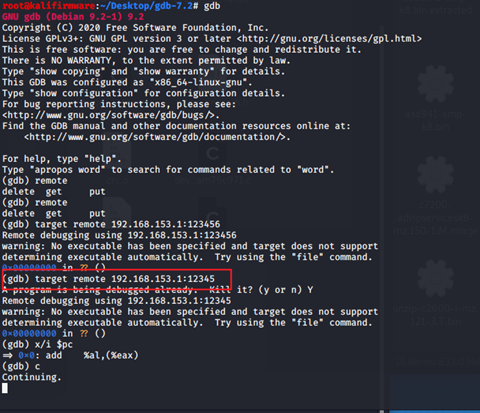 root@kalifirmware:~/Desktop/gdb-7.2# gdb
GNU gdb (Debian 9.2-1) 9.2
Copyright (C) 2020 Free Software Foundation, Inc.
License GPLv3+: GNU GPL version 3 or later <http://gnu.org/licenses/gpl.html>
This is free software: you are free to change and redistribute it.
There is NO WARRANTY, to the extent permitted by law.
Type "show copying" and "show warranty" for details.
This GDB was configured as "x86_64-linux-gnu".
Type "show configuration" for configuration details.
For bug reporting instructions, please see:
<http://www.gnu.org/software/gdb/bugs/>.
Find the GDB manual and other documentation resources online at:
    <http://www.gnu.org/software/gdb/documentation/>.

For help, type "help".
Type "apropos word" to search for commands related to "word".
(gdb) remote
delete  get     put
(gdb) remote
delete  get     put
(gdb) target remote 192.168.153.1:123456
Remote debugging using 192.168.153.1:123456
warning: No executable has been specified and target does not support
determining executable automatically.  Try using the "file" command.
0x00000000 in ?? ()
(gdb) target remote 192.168.153.1:12345
A program is being debugged already.  Kill it? (y or n) Y
Remote debugging using 192.168.153.1:12345
warning: No executable has been specified and target does not support
determining executable automatically.  Try using the "file" command.
0x00000000 in ?? ()
(gdb) x/i $pc
=> 0x0: add    %al,(%eax)
(gdb) c
Continuing.